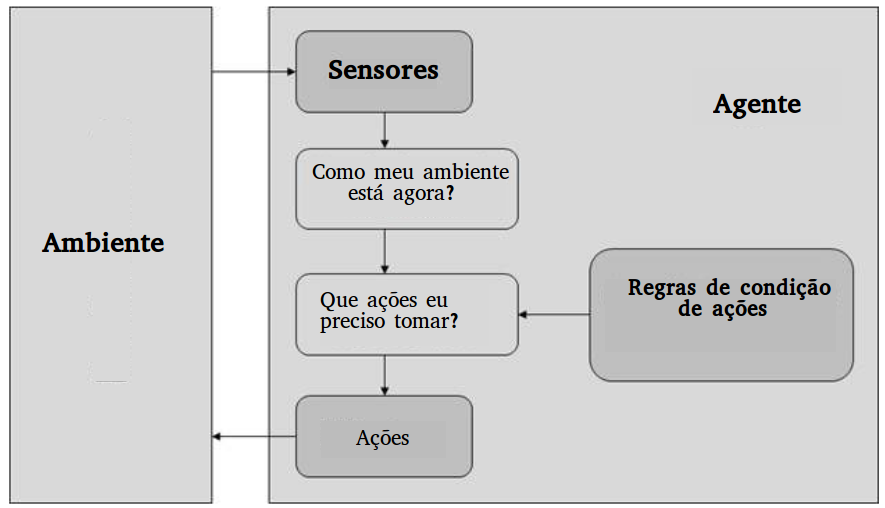 Sensores
Agente
Como meu ambiente
está agora?
Ambiente
Que ações eu
preciso tomar?
Regras de condição
de ações
Ações